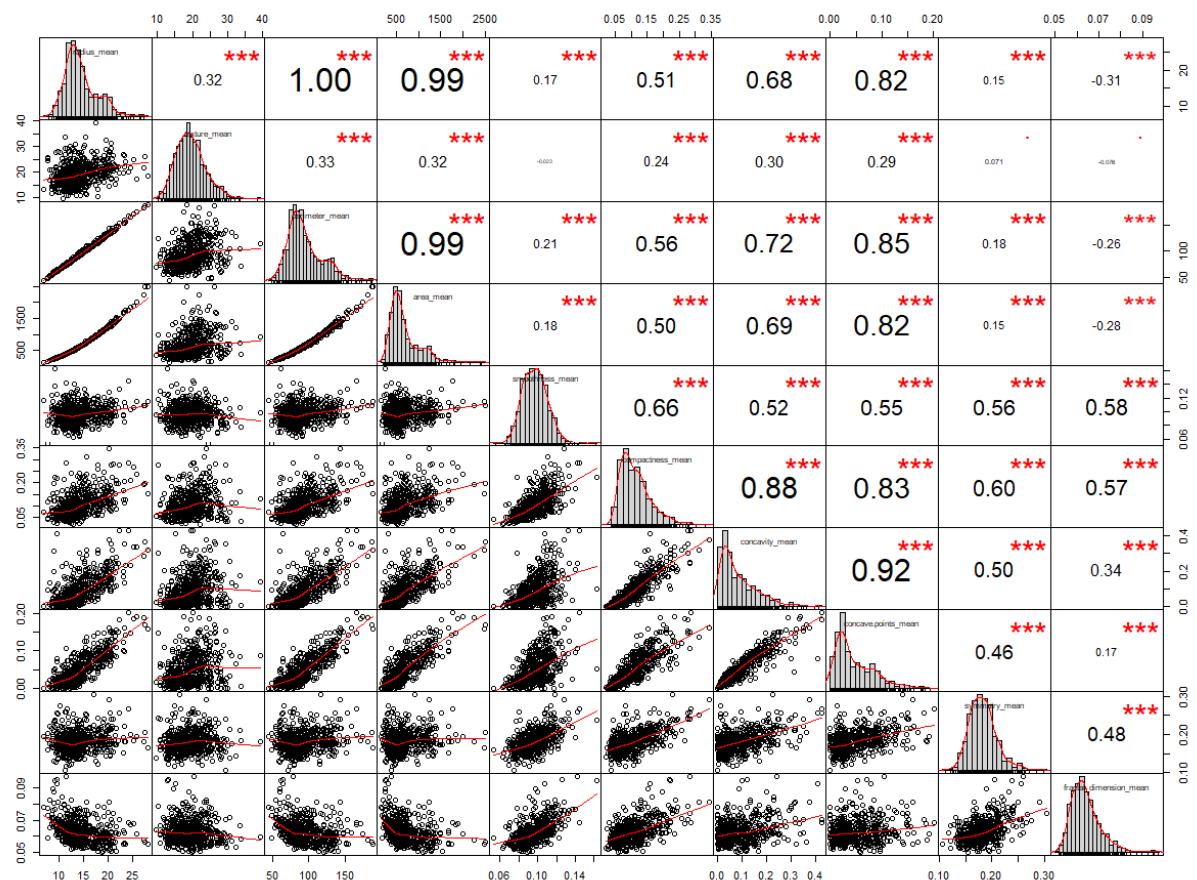 10 20 30 40 500 1500 2500 0.05 0.15 0.25 0.35 0.00 0.10 0.20 0.05 0.07 0.09
radius_mean *** 0.32 *** 1.00 *** 0.99 *** 0.17 *** 0.51 *** 0.68 *** 0.82 *** 0.15 *** -0.31 10 20
10 20 30 40 texture_mean *** 0.33 *** 0.32 -0.023 *** 0.24 *** 0.30 *** 0.29 . 0.071 . -0.076
perimeter_mean *** 0.99 *** 0.21 *** 0.56 *** 0.72 *** 0.85 *** 0.18 *** -0.26 50 100
500 1500 area_mean *** 0.18 *** 0.50 *** 0.69 *** 0.82 *** 0.15 *** -0.28
smoothness_mean *** 0.66 *** 0.52 *** 0.55 *** 0.56 *** 0.58 0.06 0.12
0.05 0.20 0.35 compactness_mean *** 0.88 *** 0.83 *** 0.60 *** 0.57
concavity_mean *** 0.92 *** 0.50 *** 0.34 0.0 0.2 0.4
0.00 0.10 0.20 concave.points_mean *** 0.46 *** 0.17
symmetry_mean *** 0.48 0.10 0.20 0.30
0.05 0.07 0.09 fractal_dimension_mean
10 15 20 25 50 100 150 0.06 0.10 0.14 0.0 0.1 0.2 0.3 0.4 0.10 0.20 0.30